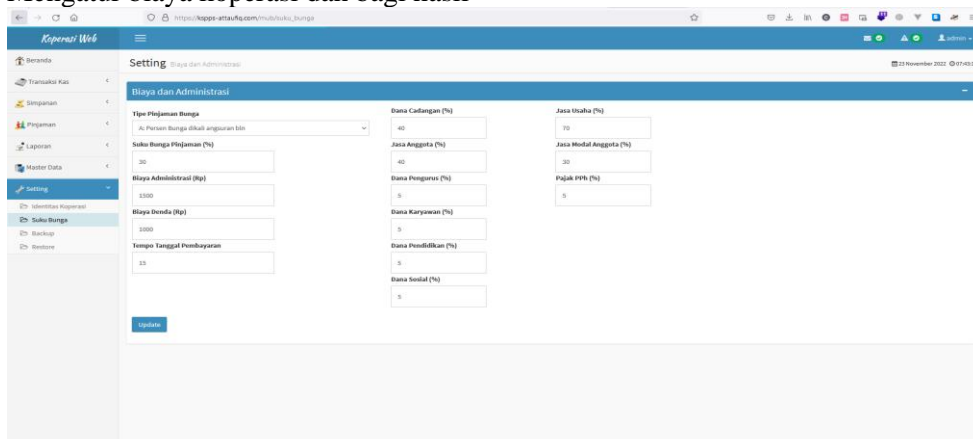 Mengatur biaya koperasi dan bagi hasil
https://kspps-attaufiq.com/mub/suku_bunga
Koperasi Web
admin
Beranda
Setting Biaya dan Administrasi
23 November 2022
Transaksi Kas
Simpanan
Pinjaman
Laporan
Master Data
Setting
Identitas Koperasi
Suku Bunga
Backup
Restore
Biaya dan Administrasi
Tipe Pinjaman Bunga
A: Persen Bunga dikali angsuran bln
Suku Bunga Pinjaman (%)
30
Biaya Administrasi (Rp)
1500
Biaya Denda (Rp)
1000
Tempo Tanggal Pembayaran
15
Dana Cadangan (%)
40
Jasa Anggota (%)
40
Dana Pengurus (%)
5
Dana Karyawan (%)
5
Dana Pendidikan (%)
5
Dana Sosial (%)
5
Jasa Usaha (%)
70
Jasa Modal Anggota (%)
30
Pajak PPh (%)
5
Update